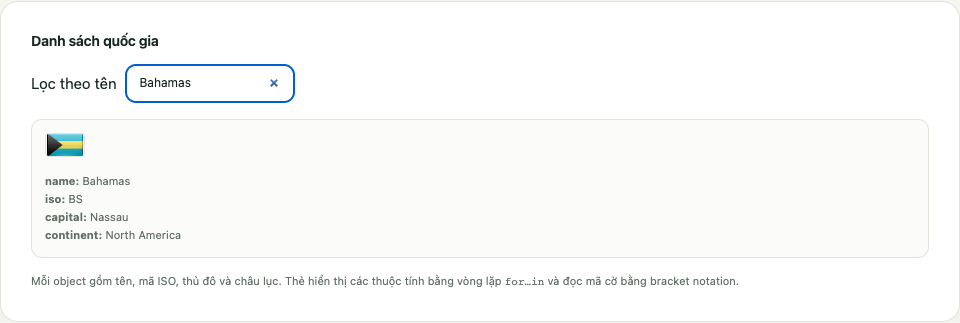 Danh sách quốc gia
Lọc theo tên Bahamas ×
name: Bahamas
iso: BS
capital: Nassau
continent: North America
Mỗi object gồm tên, mã ISO, thủ đô và châu lục. Thẻ hiển thị các thuộc tính bằng vòng lặp for…in và đọc mã cờ bằng bracket notation.